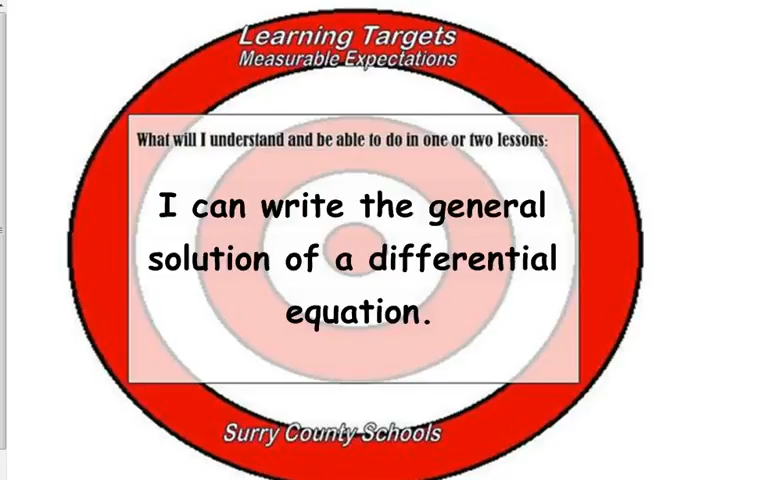 Learning Targets
Measurable Expectations
What will I understand and be able to do in one or two lessons:
I can write the general
solution of a differential
equation.
Surry County Schools